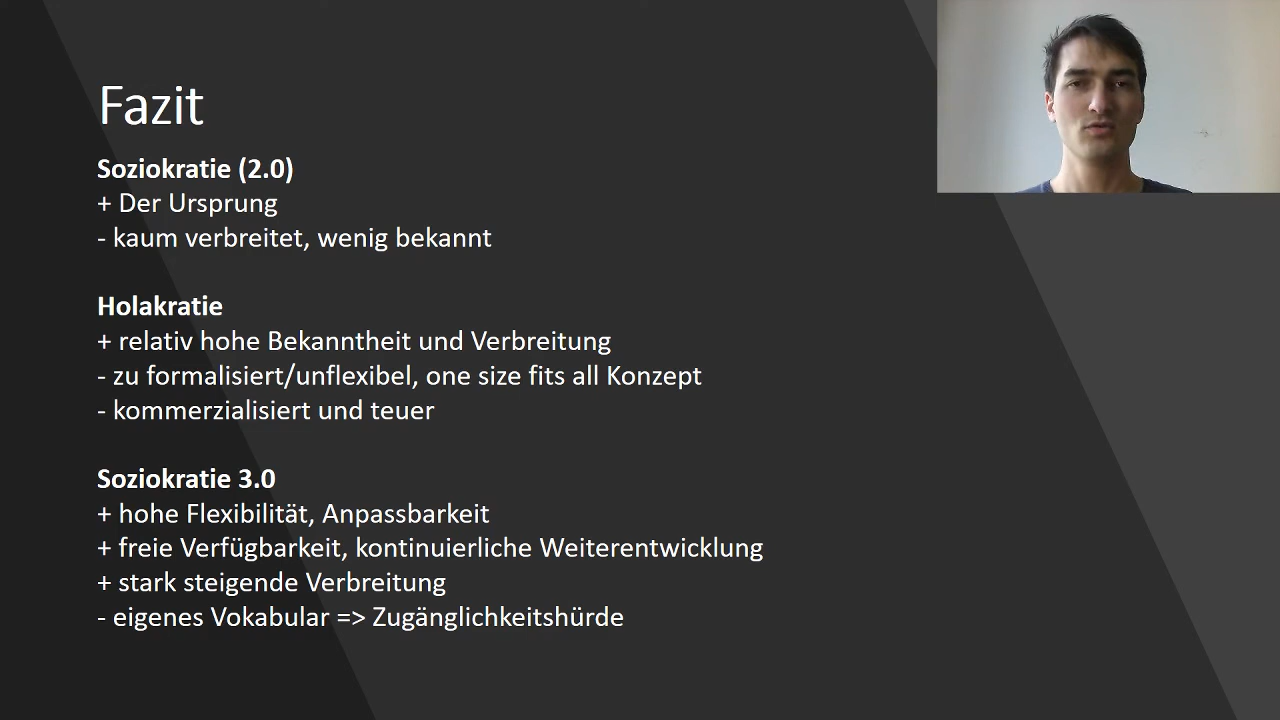 Fazit
Soziokratie (2.0)
+ Der Ursprung
- kaum verbreitet, wenig bekannt
Holakratie
+ relativ hohe Bekanntheit und Verbreitung
- zu formalisiert/unflexibel, one size fits all Konzept
- kommerzialisiert und teuer
Soziokratie 3.0
+ hohe Flexibilität, Anpassbarkeit
+ freie Verfügbarkeit, kontinuierliche Weiterentwicklung
+ stark steigende Verbreitung
- eigenes Vokabular => Zugänglichkeitshürde